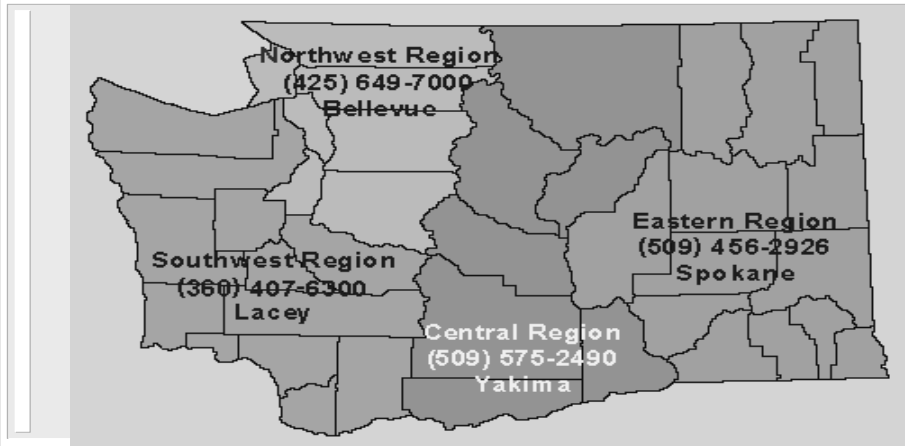 Northwest Region
(425) 649-7000
Bellevue
Southwest Region
(360) 407-6300
Lacey
Central Region
(509) 575-2490
Yakima
Eastern Region
(509) 456-2926
Spokane